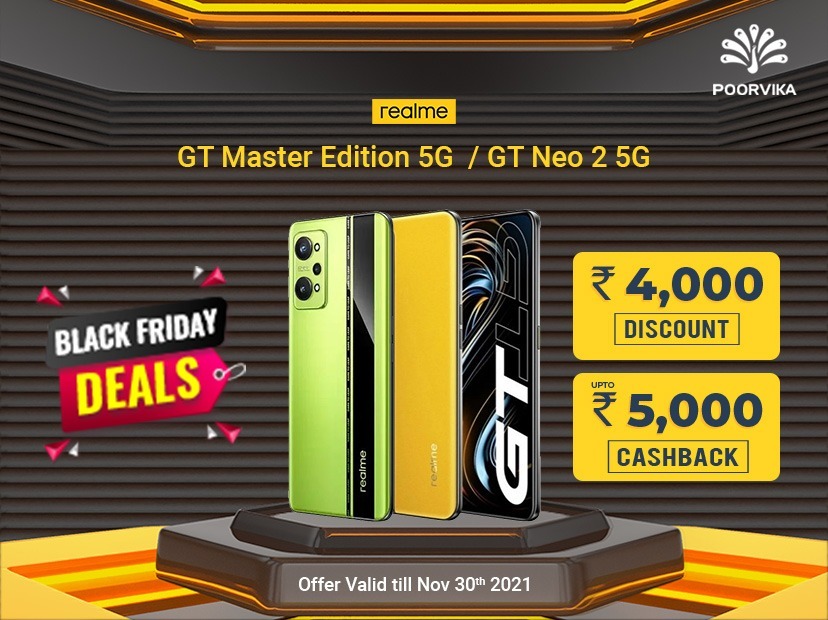 POORVIKA
realme
GT Master Edition 5G / GT Neo 2 5G
BLACK FRIDAY
DEALS
realme
realme
GT
₹ 4,000
DISCOUNT
UPTO
₹ 5,000
CASHBACK
Offer Valid till Nov 30th 2021